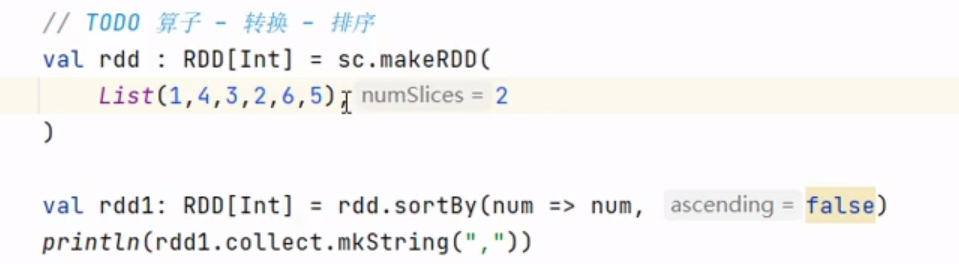 // TODO 算子 - 转换 - 排序
val rdd : RDD[Int] = sc.makeRDD(
List(1,4,3,2,6,5), numSlices = 2
)
val rdd1: RDD[Int] = rdd.sortBy(num => num, ascending = false)
println(rdd1.collect.mkString(","))